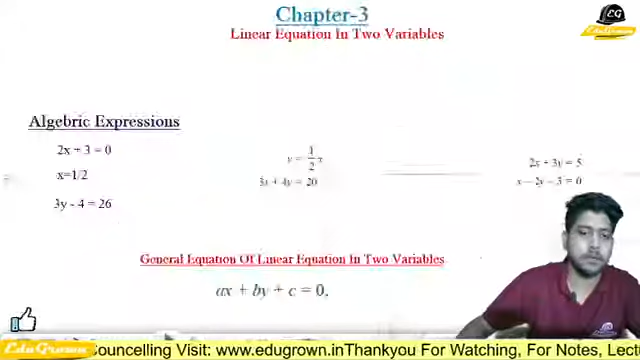 Chapter-3
Linear Equation In Two Variables
EG
EduGrown
Algebric Expressions
2x + 3 = 0
x=1/2
3y - 4 = 26
y = 1/2 x
3x + 4y = 20
2x + 3y = 5
x – 2y – 3 = 0
General Equation Of Linear Equation In Two Variables
ax + by + c = 0,
EduGrown
Councelling Visit: www.edugrown.inThankyou For Watching, For Notes, Lect